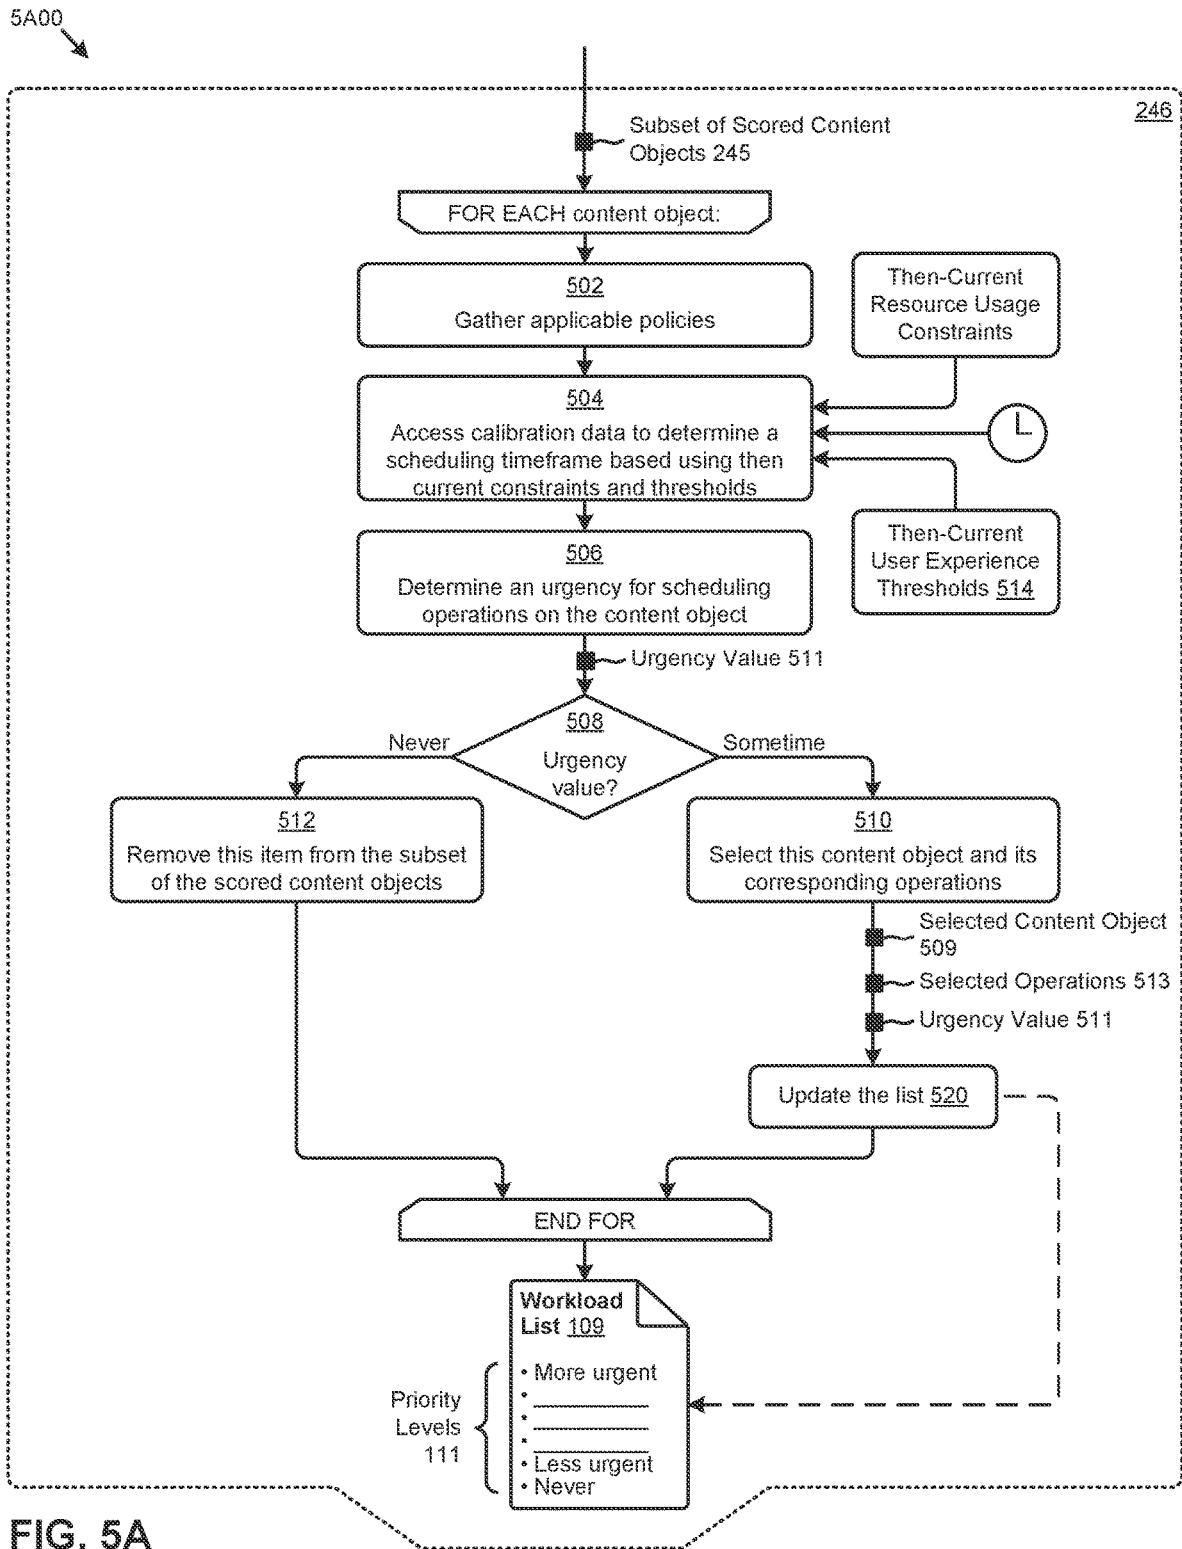 5A00
246
Subset of Scored Content
Objects 245
FOR EACH content object:
502
Gather applicable policies
Then-Current
Resource Usage
Constraints
504
Access calibration data to determine a
scheduling timeframe based using then
current constraints and thresholds
506
Determine an urgency for scheduling
operations on the content object
Then-Current
User Experience
Thresholds 514
Urgency Value 511
508
Urgency
value?
Never
Sometime
512
Remove this item from the subset
of the scored content objects
510
Select this content object and its
corresponding operations
Selected Content Object
509
Selected Operations 513
Urgency Value 511
Update the list 520
END FOR
Workload
List 109
• More urgent
• __________
• __________
• __________
• Less urgent
• Never
Priority
Levels
111
FIG. 5A